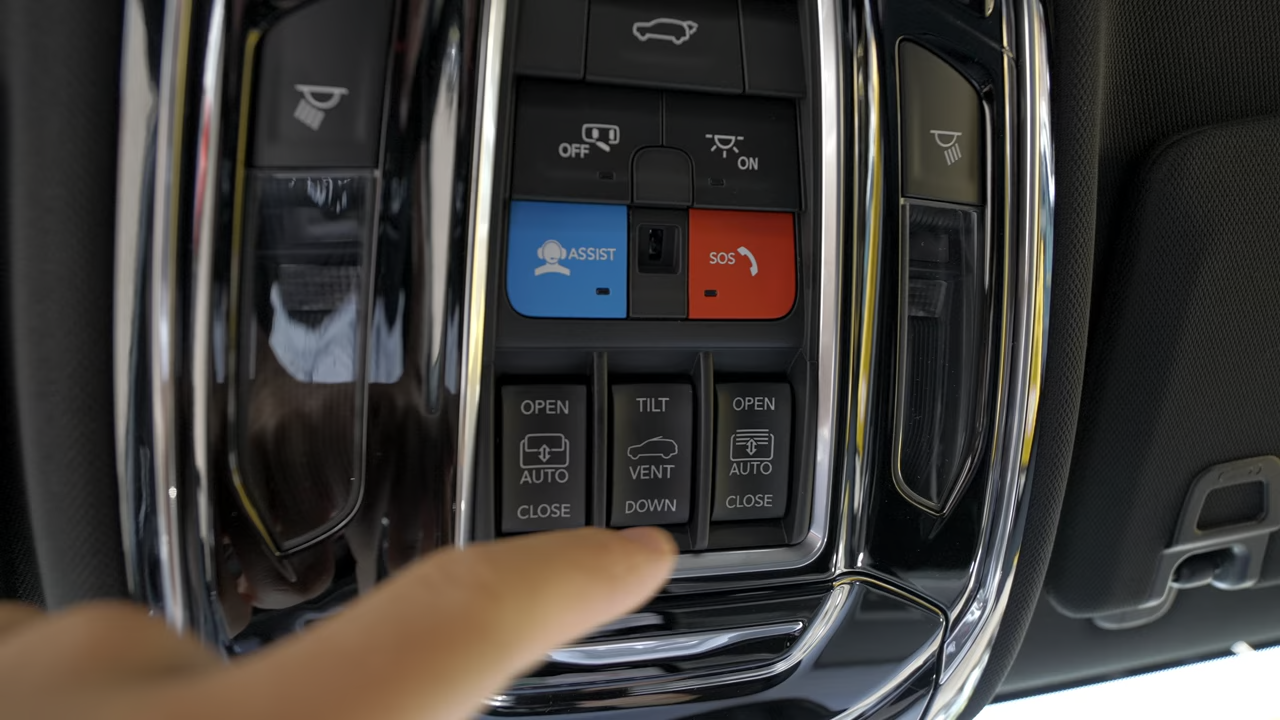 OFF
ON
ASSIST
SOS
OPEN
AUTO
CLOSE
TILT
VENT
DOWN
OPEN
AUTO
CLOSE